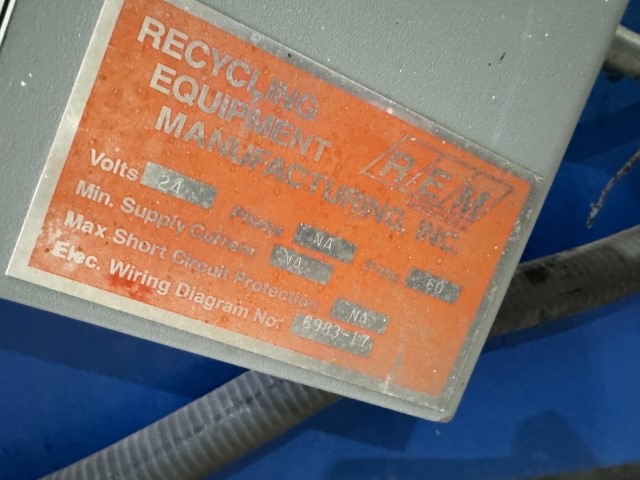 RECYCLING
EQUIPMENT
MANUFACTURING, INC.
R.E.M
Volts 24 Phase NA Freq. 60
Min. Supply Current NA
Max Short Circuit Protection NA
Elec. Wiring Diagram No: 6983-17